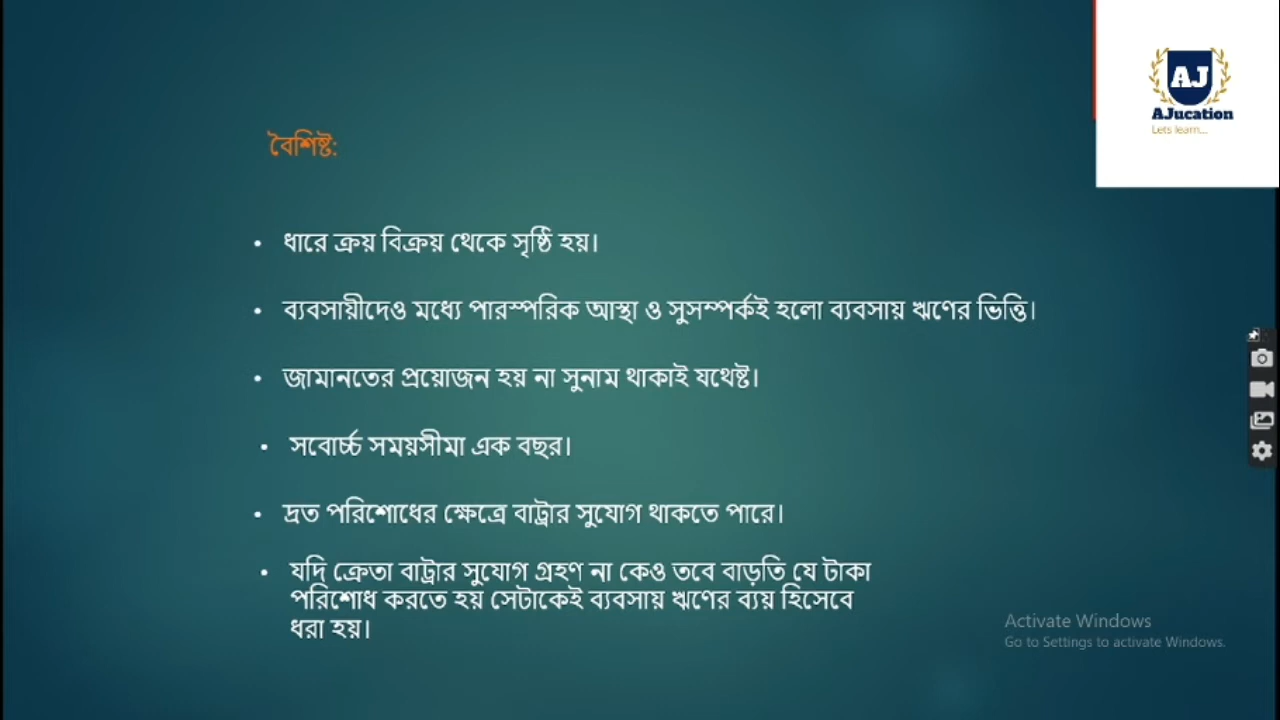 AJ
AJucation
Lets learn...
বৈশিষ্ট:
• ধারে ক্রয় বিক্রয় থেকে সৃষ্ঠি হয়।
• ব্যবসায়ীদেও মধ্যে পারস্পরিক আস্থা ও সুসম্পর্কই হলো ব্যবসায় ঋণের ভিত্তি।
• জামানতের প্রয়োজন হয় না সুনাম থাকাই যথেষ্ট।
• সবোর্চ্চ সময়সীমা এক বছর।
• দ্রত পরিশোধের ক্ষেত্রে বাট্রার সুযোগ থাকতে পারে।
• যদি ক্রেতা বাট্রার সুযোগ গ্রহণ না কেও তবে বাড়তি যে টাকা
পরিশোধ করতে হয় সেটাকেই ব্যবসায় ঋণের ব্যয় হিসেবে
ধরা হয়।
Activate Windows
Go to Settings to activate Windows.